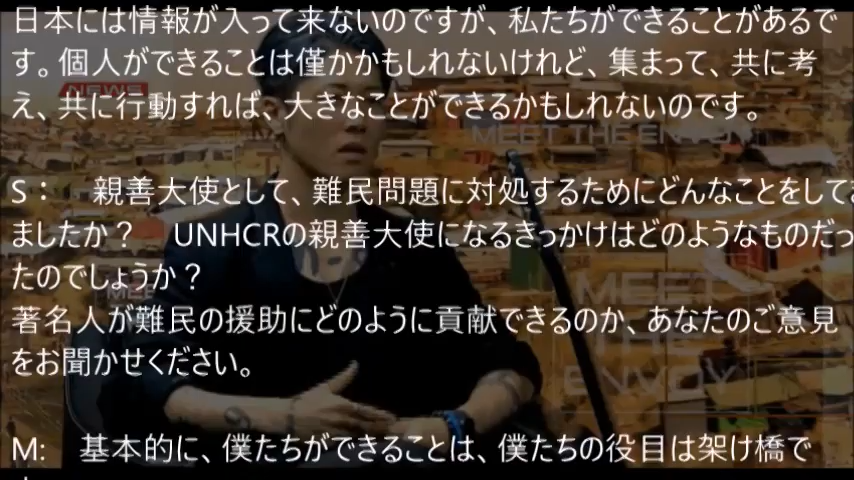 日本には情報が入って来ないのですが、私たちができることがあるで
す。個人ができることは僅かかもしれないけれど、集まって、共に考
え、共に行動すれば、大きなことができるかもしれないのです。
NEWS
MEET THE ENVOY
S：　親善大使として、難民問題に対処するためにどんなことをしてき
ましたか？　UNHCRの親善大使になるきっかけはどのようなものだっ
たのでしょうか？
MEE
MEET
著名人が難民の援助にどのように貢献できるのか、あなたのご意見
THE
をお聞かせください。
ENVOY
M:　基本的に、僕たちができることは、僕たちの役目は架け橋で